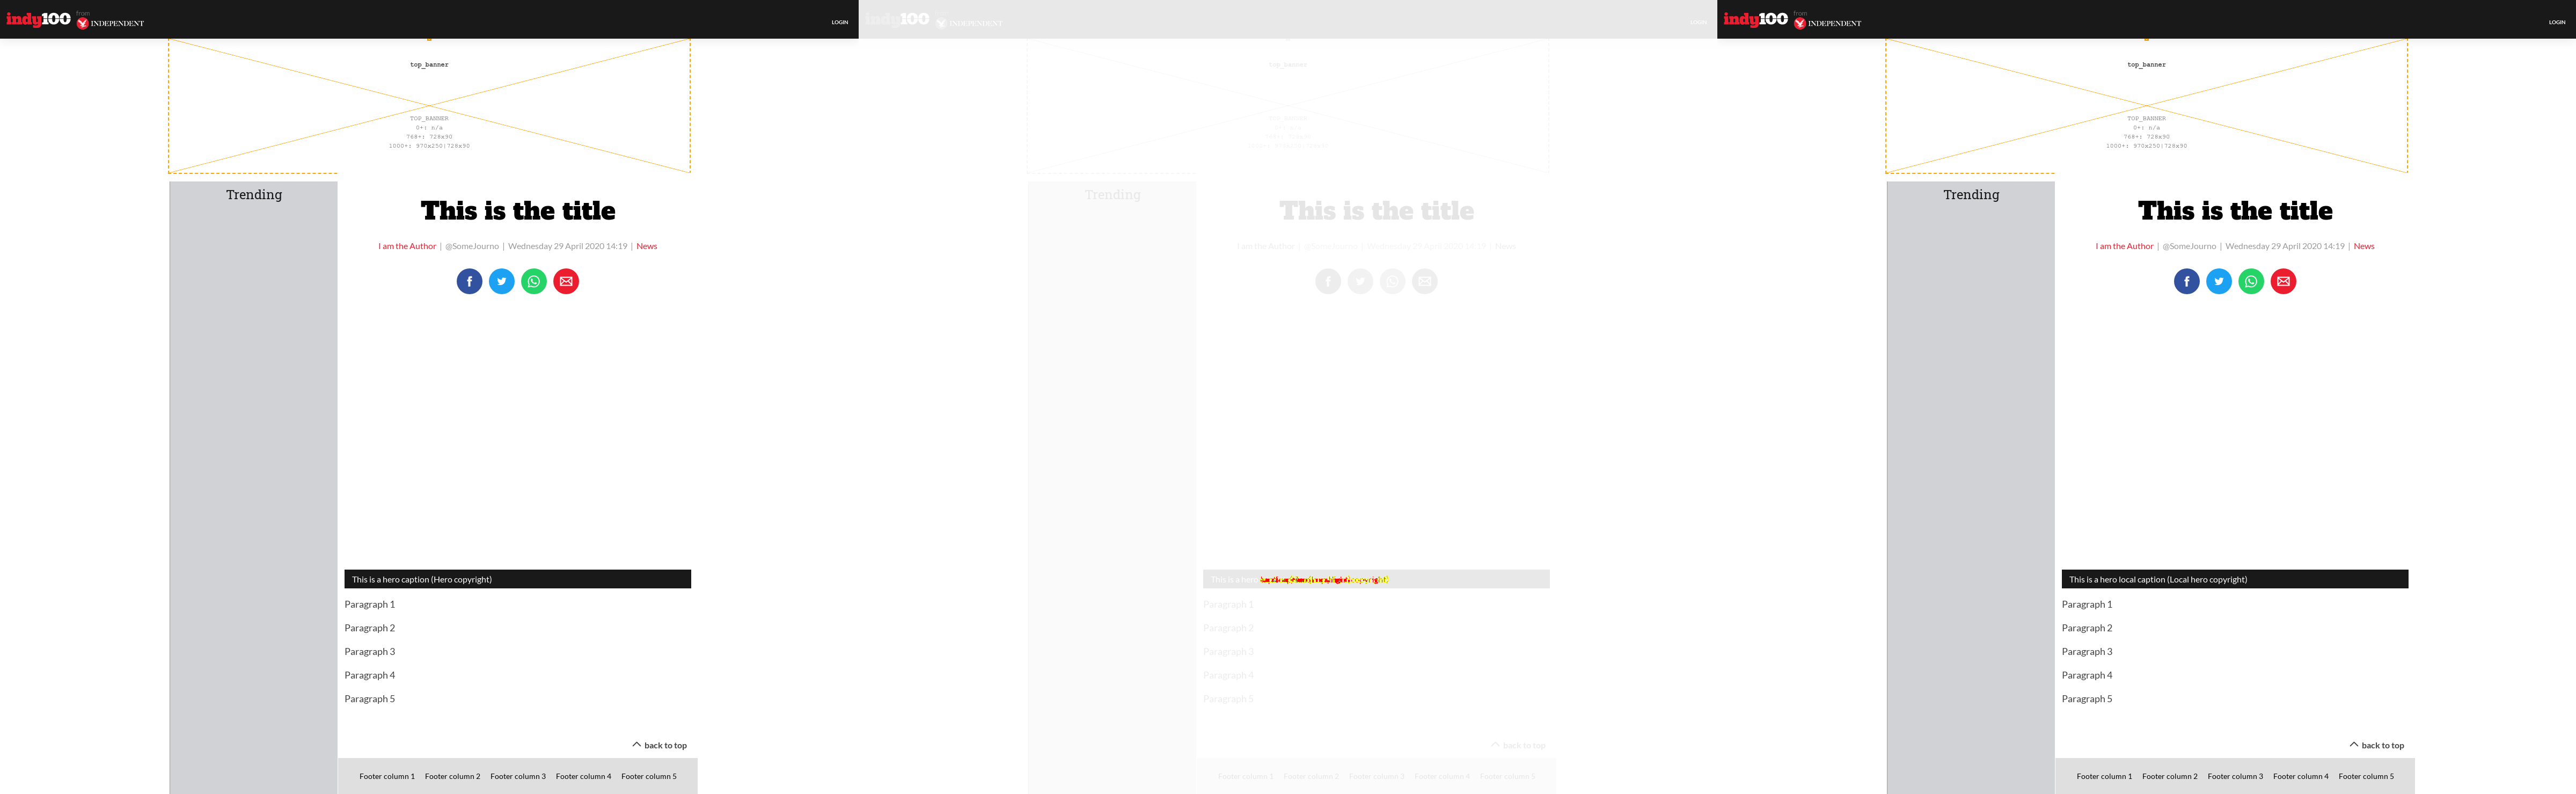 indy100 from INDEPENDENT
LOGIN
top_banner
TOP_BANNER
0+: n/a
768+: 728x90
1000+: 970x250|728x90
Trending
This is the title
I am the Author | @SomeJourno | Wednesday 29 April 2020 14:19 | News
This is a hero caption (Hero copyright)
Paragraph 1
Paragraph 2
Paragraph 3
Paragraph 4
Paragraph 5
back to top
Footer column 1 Footer column 2 Footer column 3 Footer column 4 Footer column 5
indy100 INDEPENDENT
LOGIN
top_banner
TOP_BANNER
Trending
This is the title
I am the Author | @SomeJourno | Wednesday 29 April 2020 14:19 | News
This is a hero
Paragraph 1
Paragraph 2
Paragraph 3
Paragraph 4
Paragraph 5
back to top
Footer column 1 Footer column 2 Footer column 3 Footer column 4 Footer column 5
indy100 from INDEPENDENT
LOGIN
top_banner
TOP_BANNER
0+: n/a
768+: 728x90
1000+: 970x250|728x90
Trending
This is the title
I am the Author | @SomeJourno | Wednesday 29 April 2020 14:19 | News
This is a hero local caption (Local hero copyright)
Paragraph 1
Paragraph 2
Paragraph 3
Paragraph 4
Paragraph 5
back to top
Footer column 1 Footer column 2 Footer column 3 Footer column 4 Footer column 5